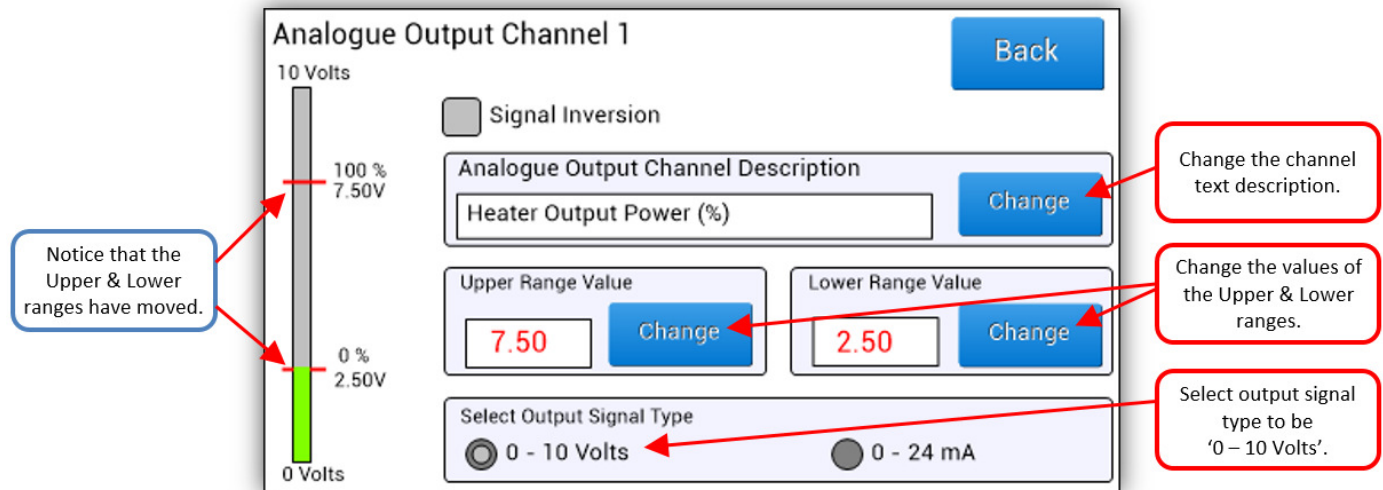 Analogue Output Channel 1
Back
10 Volts
Signal Inversion
100 %
7.50V
Analogue Output Channel Description
Heater Output Power (%)
Change
Change the channel
text description.
Notice that the
Upper & Lower
ranges have moved.
Upper Range Value
7.50
Change
Lower Range Value
2.50
Change
Change the values of
the Upper & Lower
ranges.
0 %
2.50V
Select Output Signal Type
0 - 10 Volts
0 - 24 mA
0 Volts
Select output signal
type to be
‘0 – 10 Volts’.